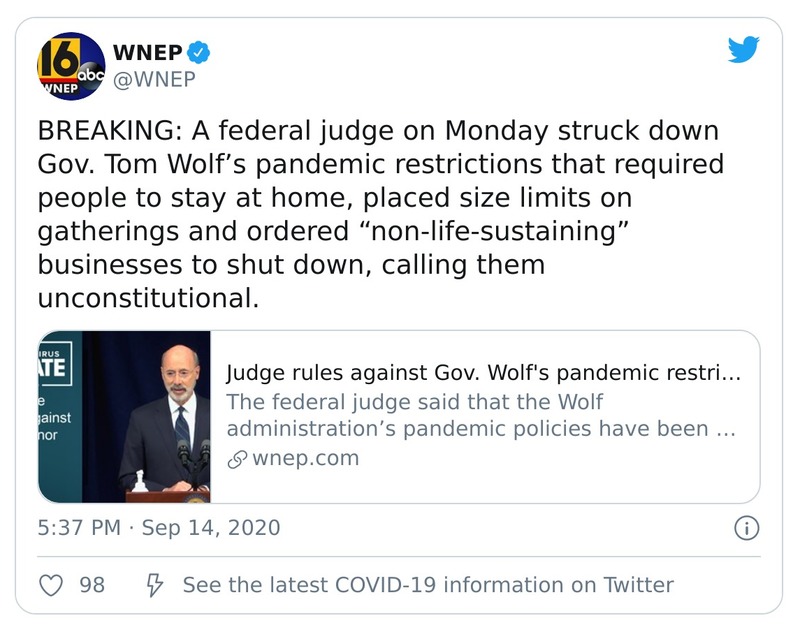 16
abc
WNEP
WNEP
@WNEP
BREAKING: A federal judge on Monday struck down
Gov. Tom Wolf’s pandemic restrictions that required
people to stay at home, placed size limits on
gatherings and ordered “non-life-sustaining”
businesses to shut down, calling them
unconstitutional.
IRUS
ATE
e
gainst
nor
Judge rules against Gov. Wolf's pandemic restri...
The federal judge said that the Wolf
administration’s pandemic policies have been ...
wnep.com
5:37 PM · Sep 14, 2020
98
See the latest COVID-19 information on Twitter